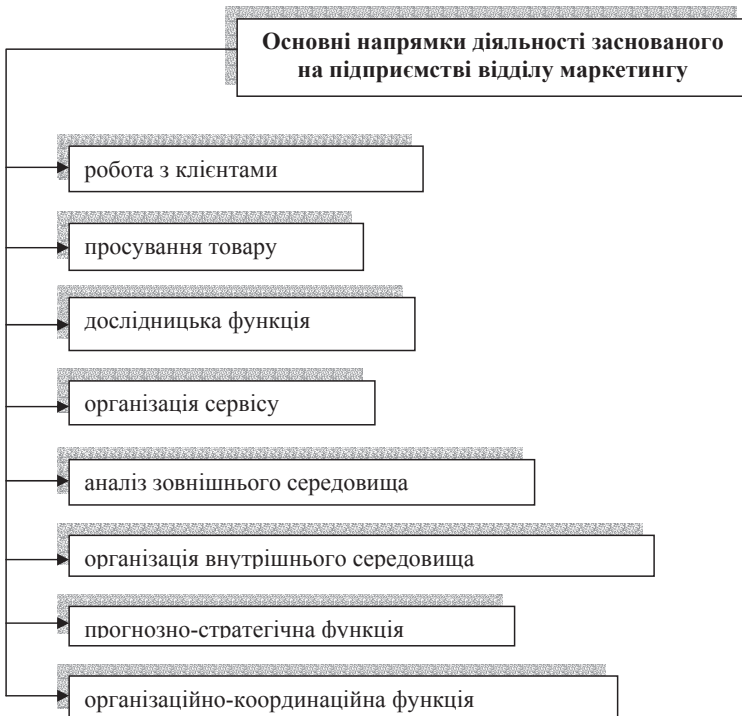 Основні напрямки діяльності заснованого
на підприємстві відділу маркетингу
робота з клієнтами
просування товару
дослідницька функція
організація сервісу
аналіз зовнішнього середовища
організація внутрішнього середовища
прогнозно-стратегічна функція
організаційно-координаційна функція